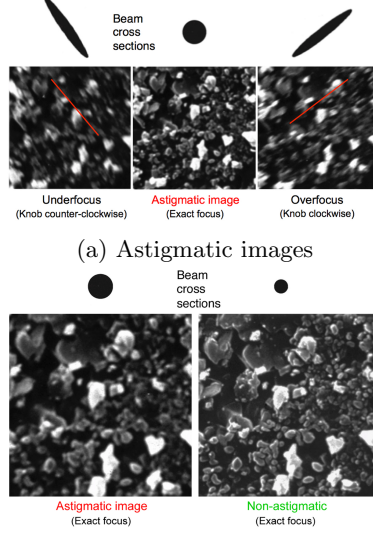 Beam
cross
sections
Underfocus
(Knob counter-clockwise)
Astigmatic image
(Exact focus)
Overfocus
(Knob clockwise)
(a) Astigmatic images
Beam
cross
sections
Astigmatic image
(Exact focus)
Non-astigmatic
(Exact focus)